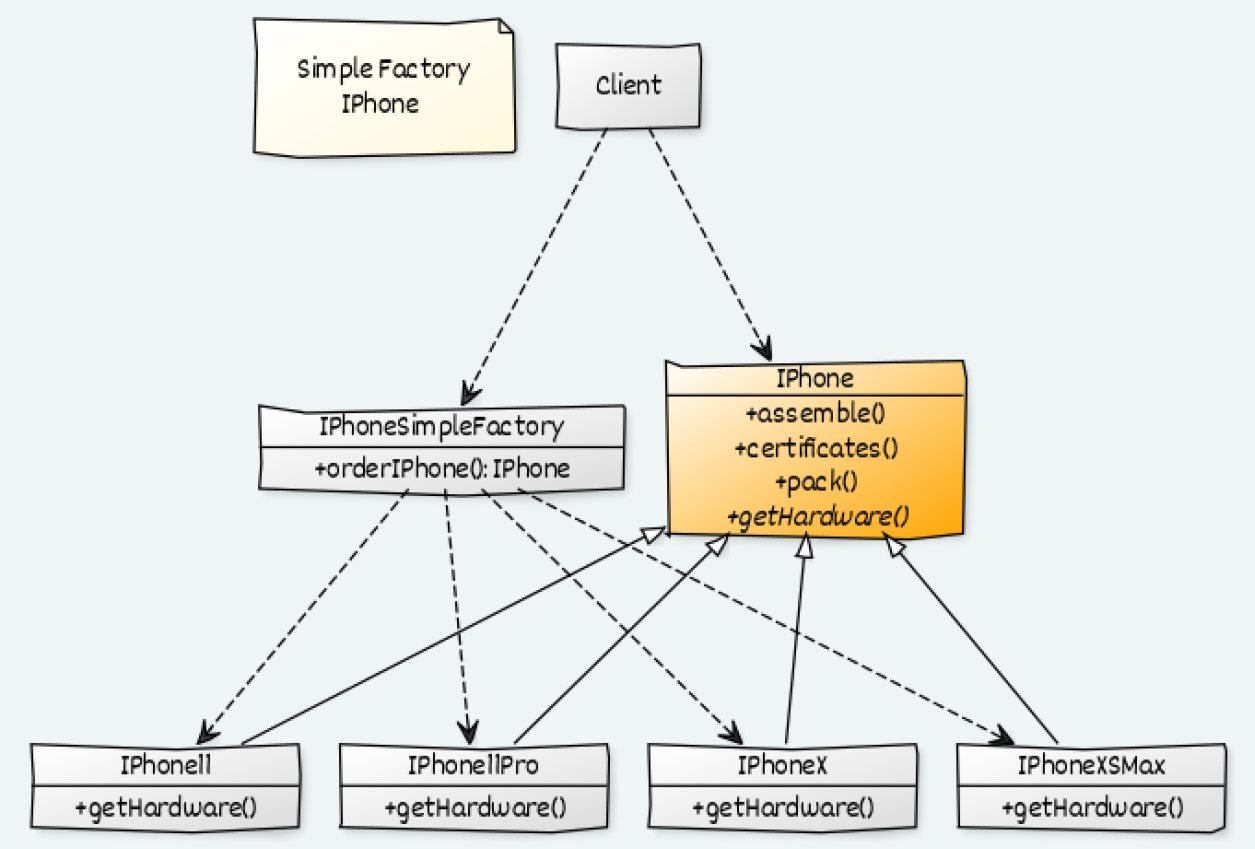 Simple Factory
IPhone
Client
IPhoneSimpleFactory
+orderIPhone(): IPhone
IPhone
+assemble()
+certificates()
+pack()
+getHardware()
IPhone11
+getHardware()
IPhone11Pro
+getHardware()
IPhoneX
+getHardware()
IPhoneXSMax
+getHardware()